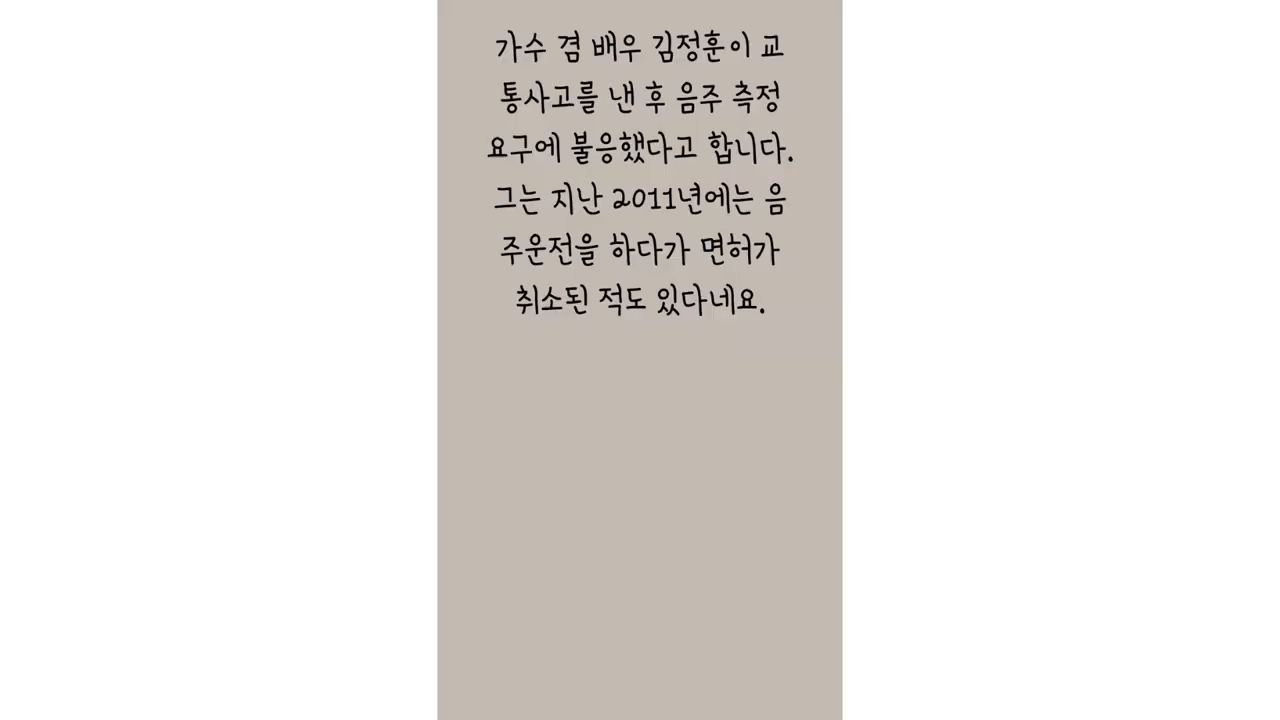 가수 겸 배우 김정훈이 교
통사고를 낸 후 음주 측정
요구에 불응했다고 합니다.
그는 지난 2011년에는 음
주운전을 하다가 면허가
취소된 적도 있다네요.